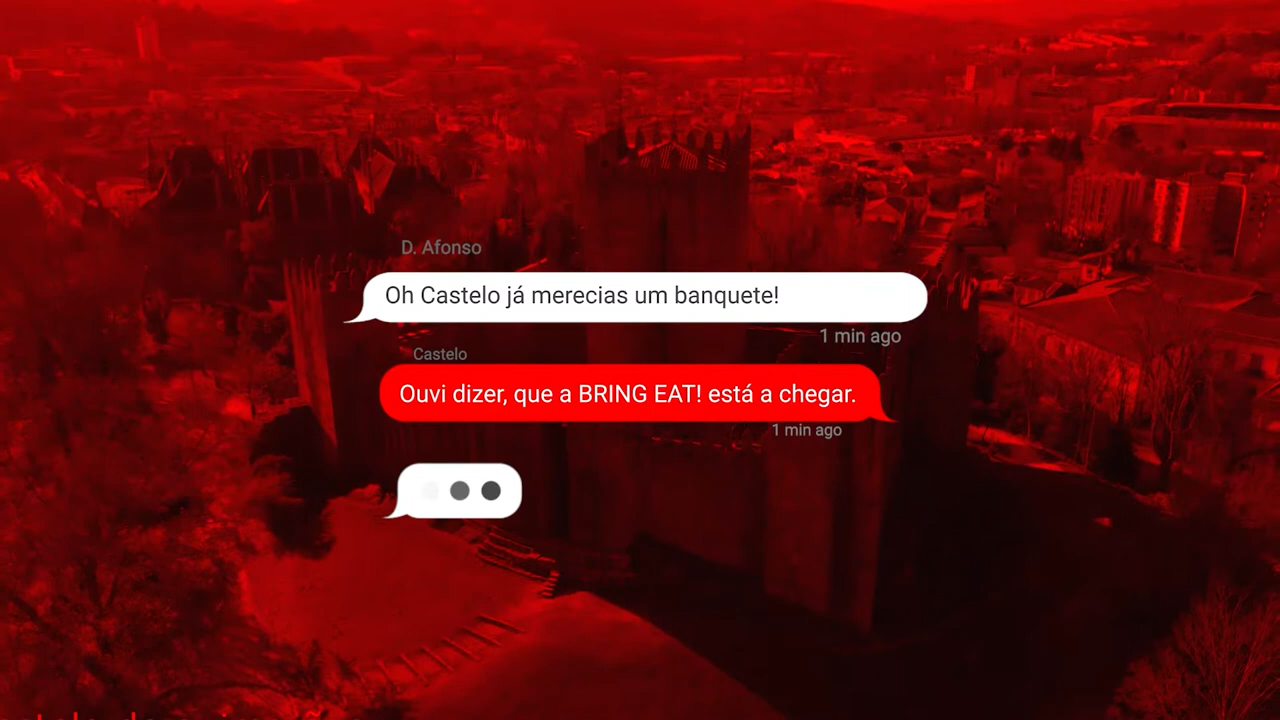 D. Afonso
Oh Castelo já merecias um banquete!
1 min ago
Castelo
Ouvi dizer, que a BRING EAT! está a chegar.
1 min ago